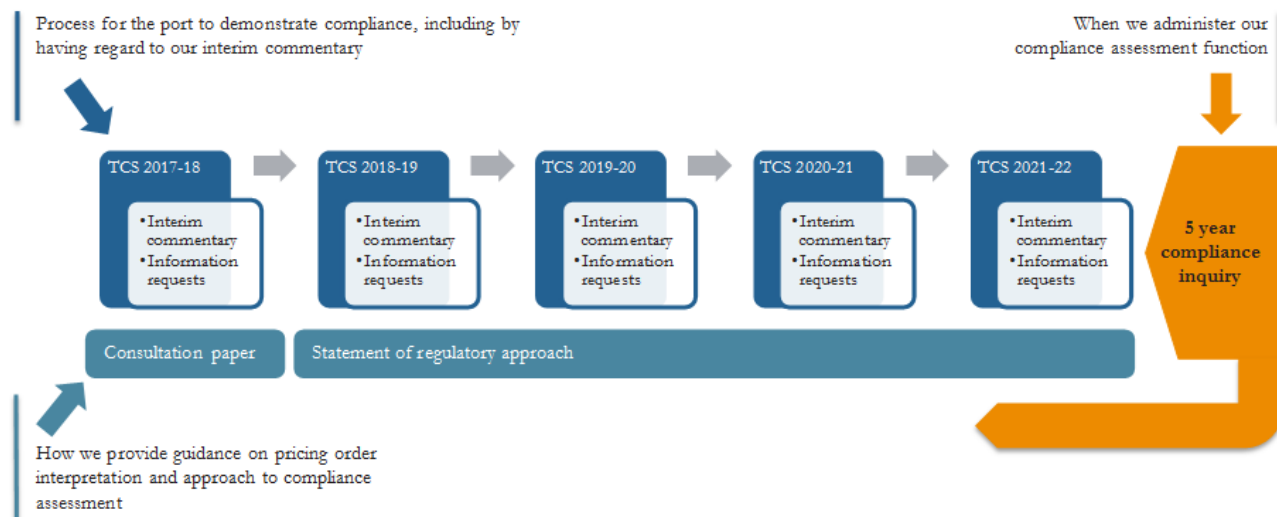 Process for the port to demonstrate compliance, including by
having regard to our interim commentary
When we administer our
compliance assessment function
TCS 2017-18
•Interim
commentary
•Information
requests
TCS 2018-19
•Interim
commentary
•Information
requests
TCS 2019-20
•Interim
commentary
•Information
requests
TCS 2020-21
•Interim
commentary
•Information
requests
TCS 2021-22
•Interim
commentary
•Information
requests
5 year
compliance
inquiry
Consultation paper
Statement of regulatory approach
How we provide guidance on pricing order
interpretation and approach to compliance
assessment